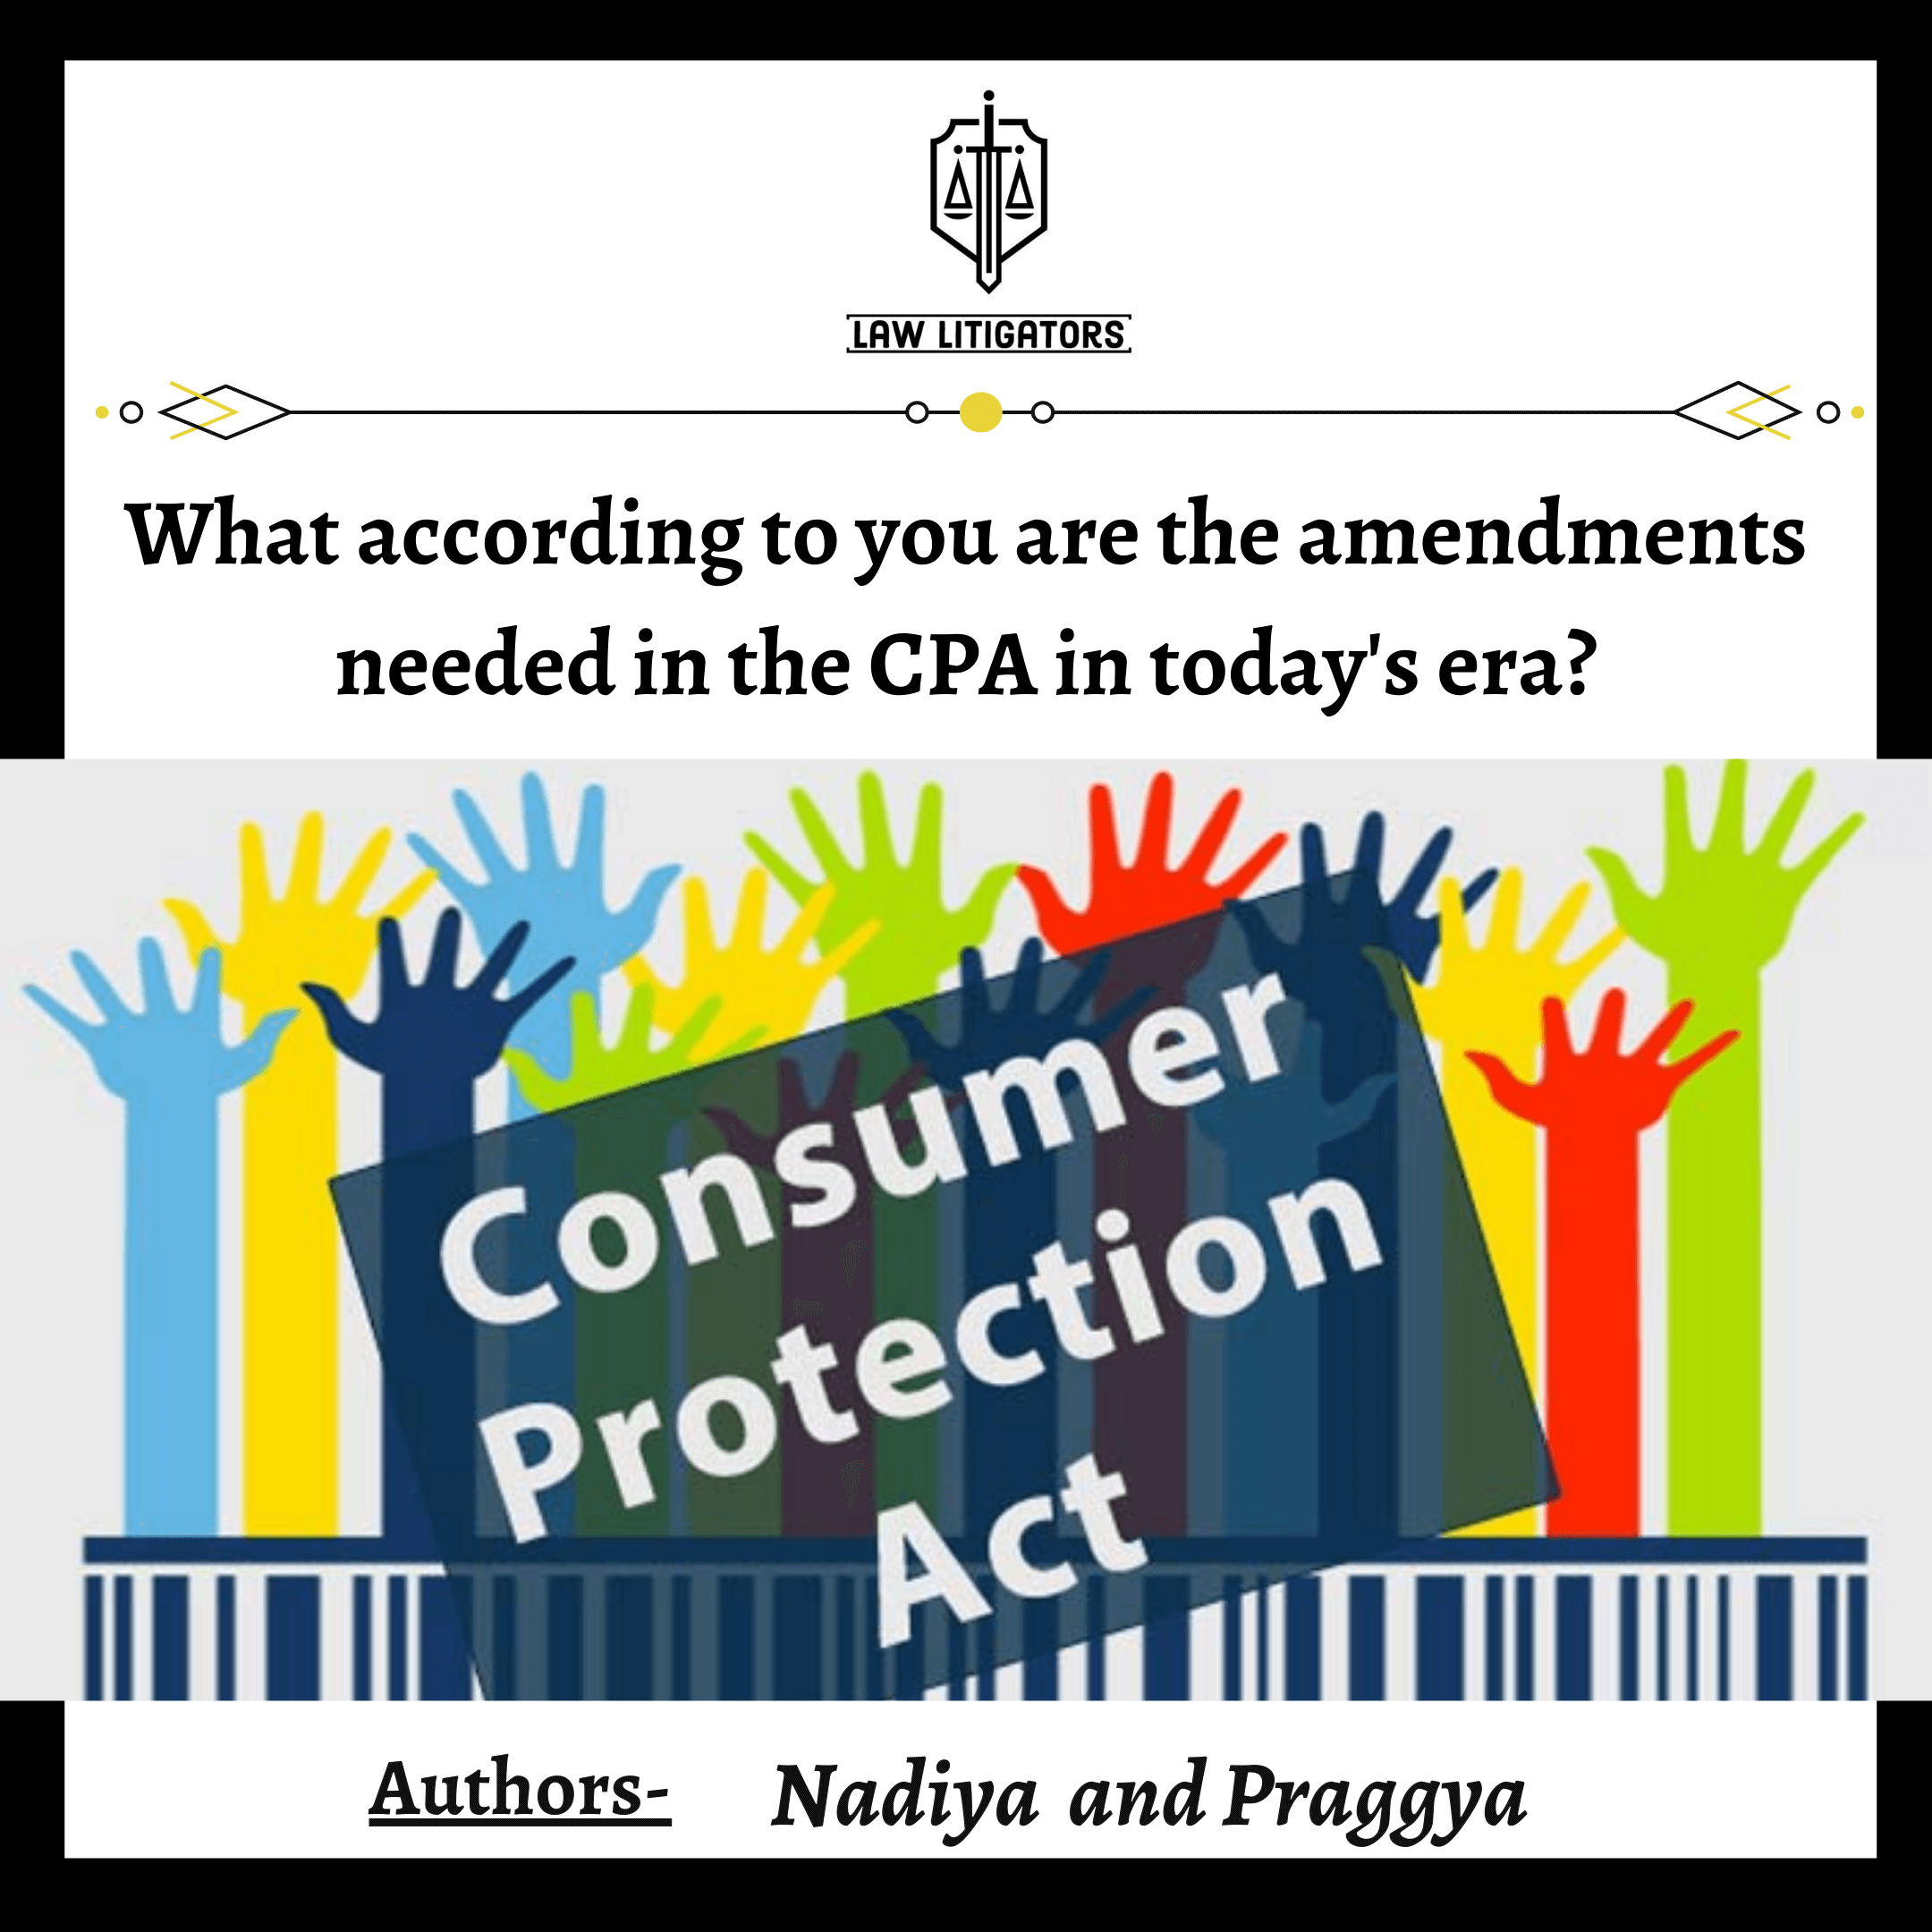 LAW LITIGATORS
What according to you are the amendments
needed in the CPA in today's era?
Consumer
Protection
Act
Authors- Nadiya and Praggya